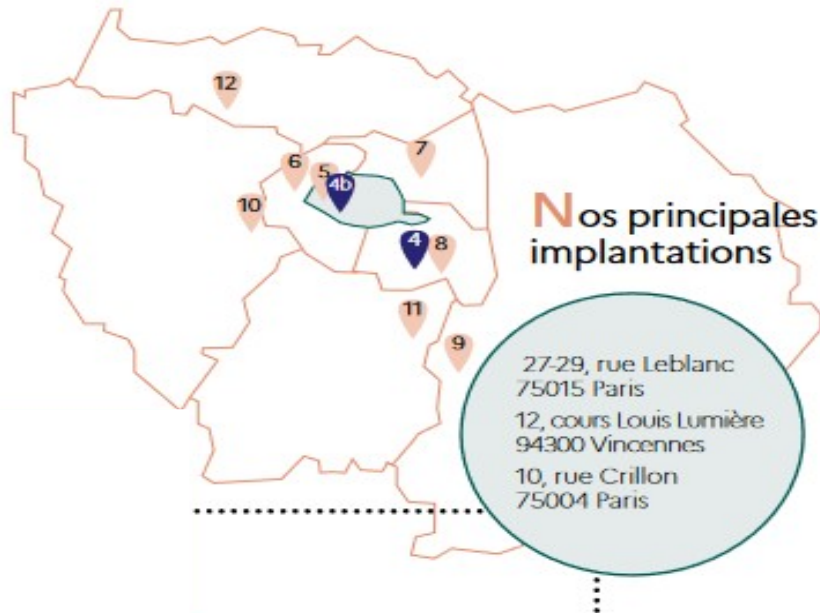 12
7
6
5
4b
10
4
8
11
9
Nos principales
implantations
27-29, rue Leblanc
75015 Paris
12, cours Louis Lumière
94300 Vincennes
10, rue Crillon
75004 Paris